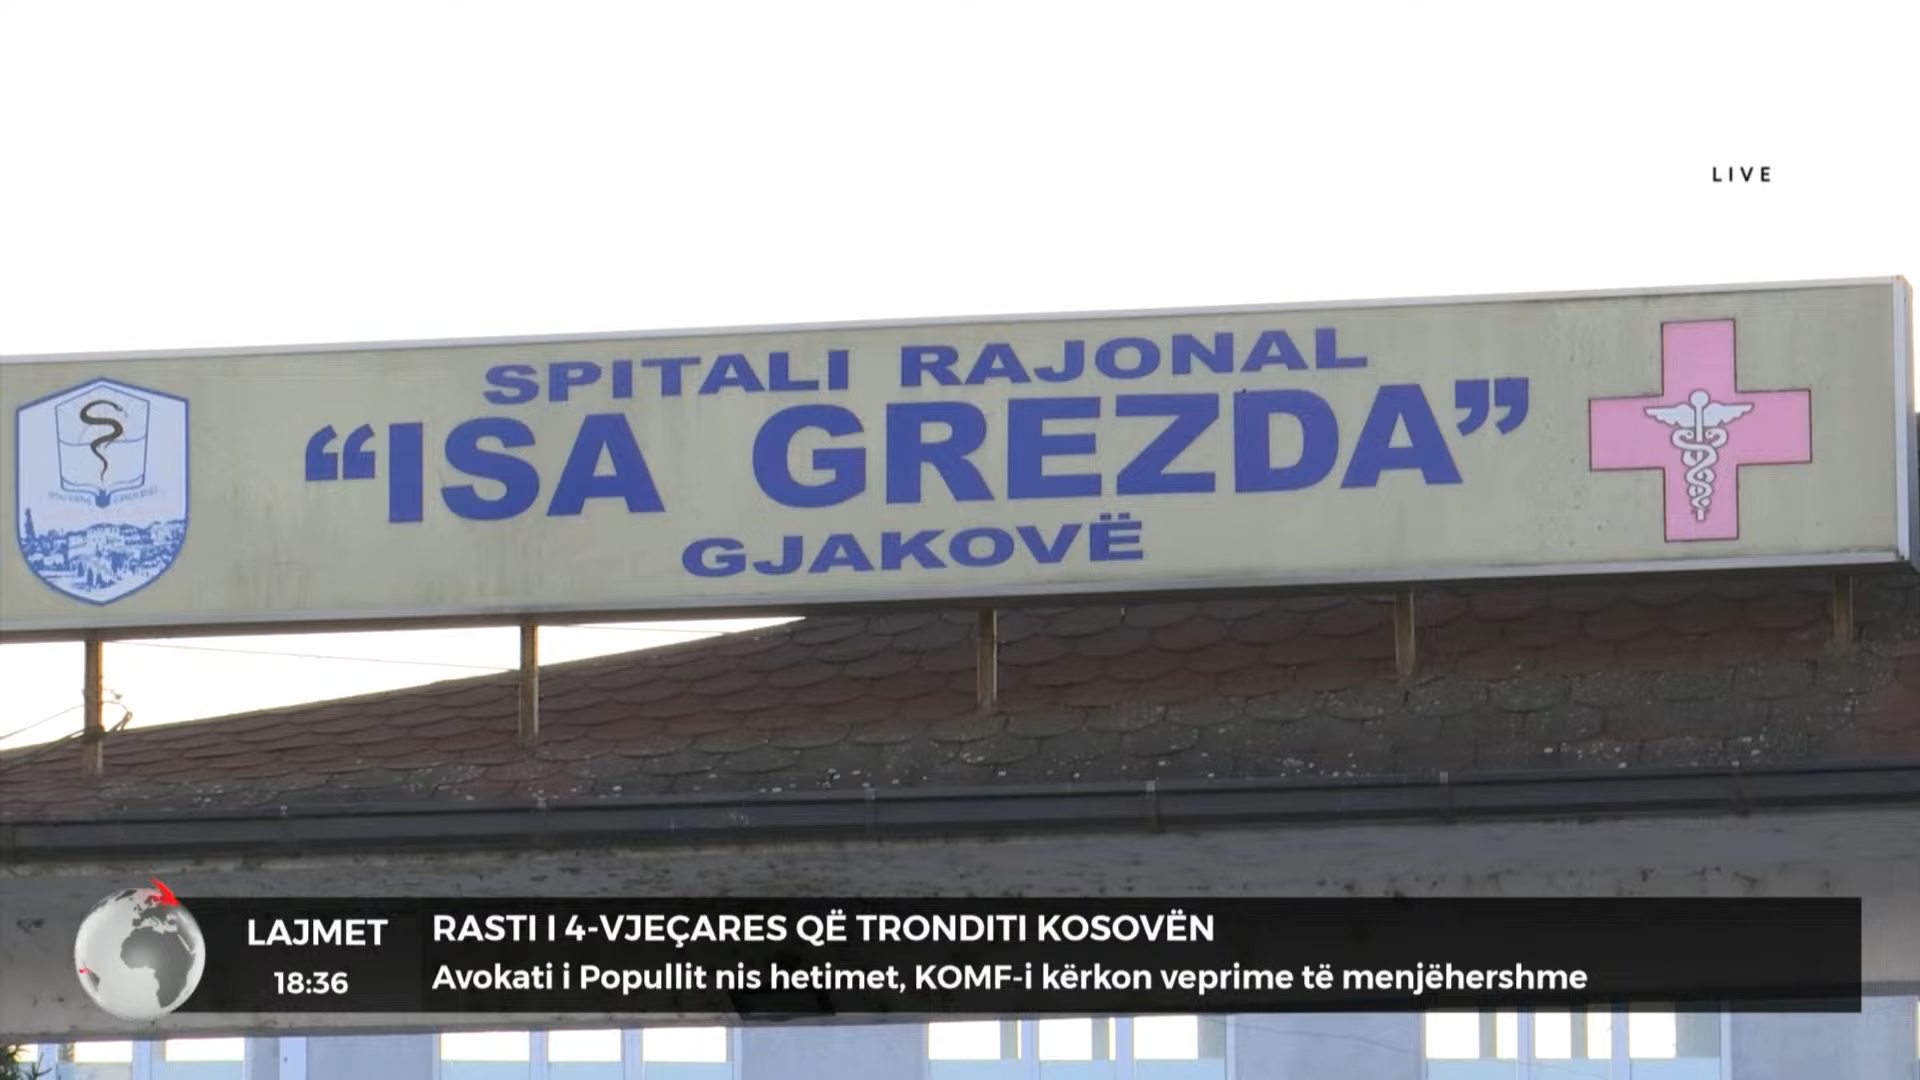 LIVE
SPITALI RAJONAL
“ISA GREZDA”
GJAKOVË
LAJMET
18:36
RASTI I 4-VJEÇARES QË TRONDITI KOSOVËN
Avokati i Popullit nis hetimet, KOMF-i kërkon veprime të menjëhershme